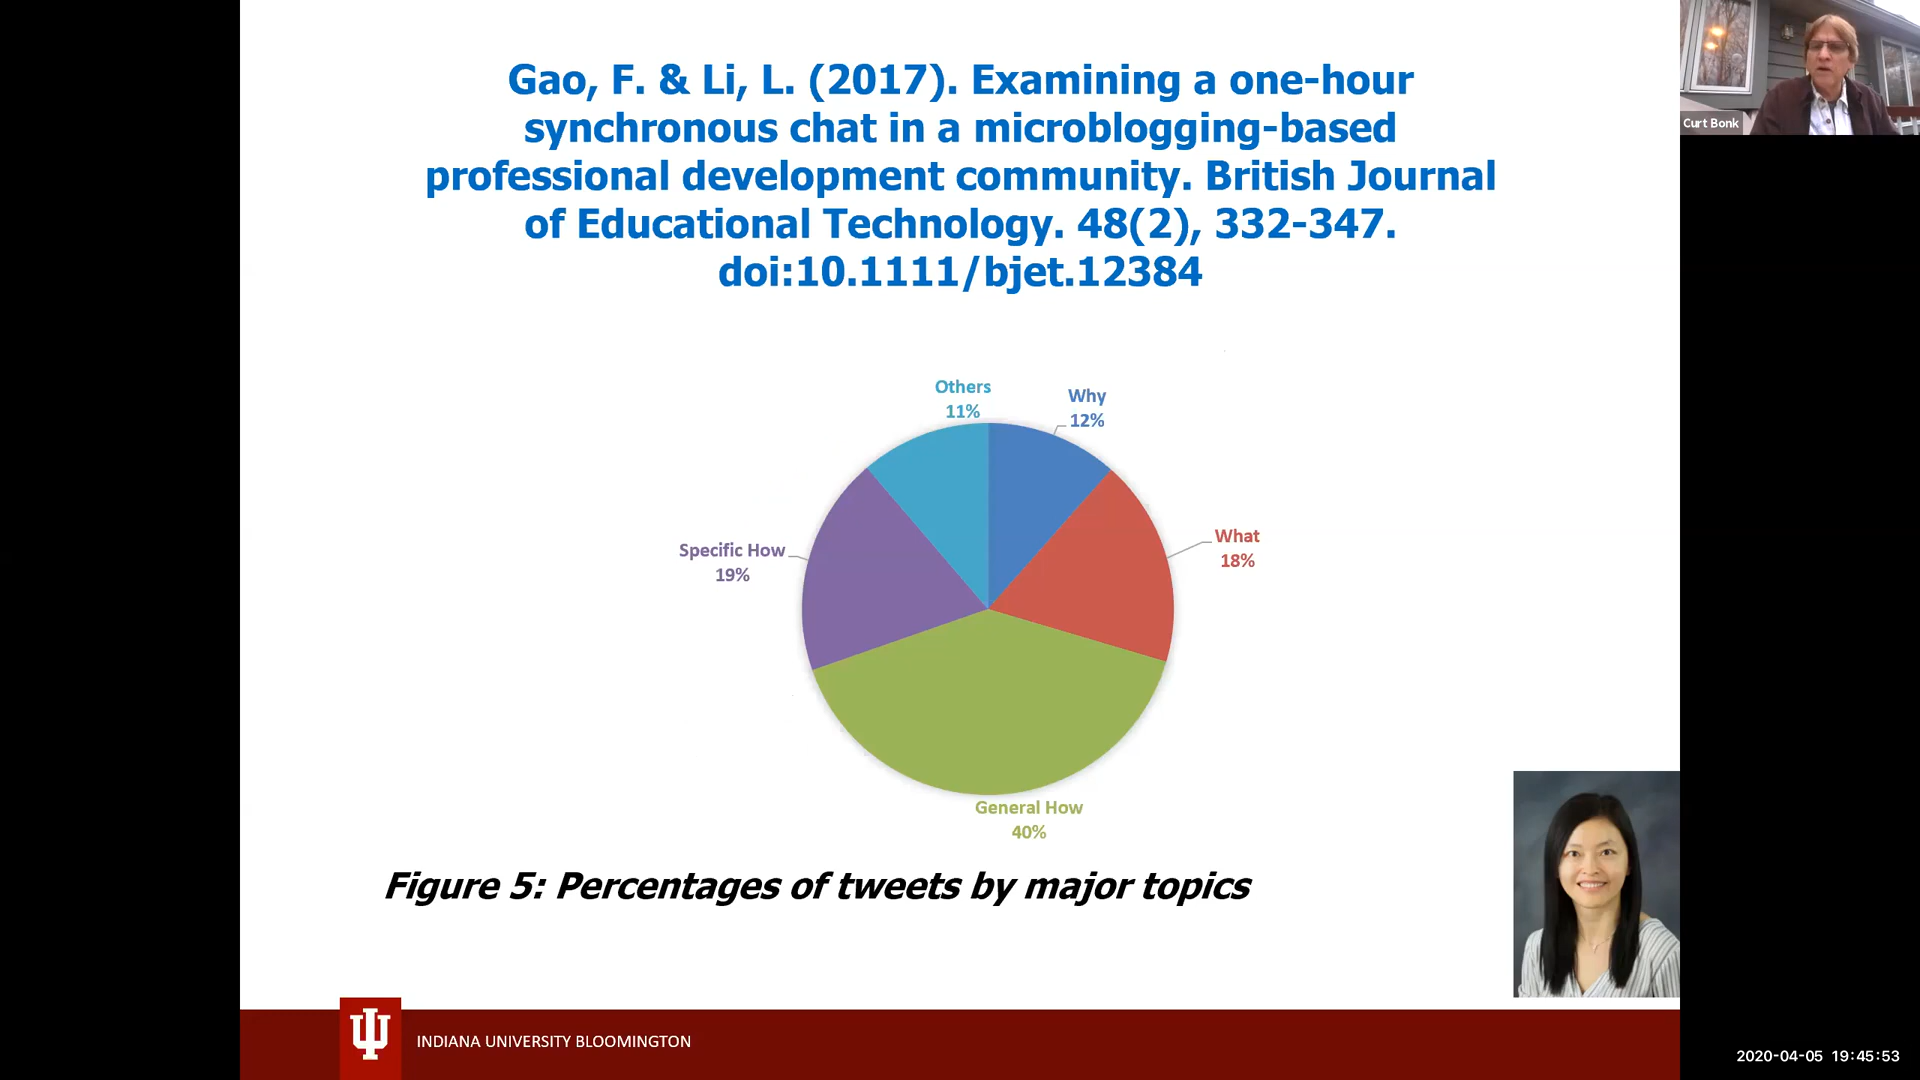 Gao, F. & Li, L. (2017). Examining a one-hour
synchronous chat in a microblogging-based
professional development community. British Journal
of Educational Technology. 48(2), 332-347.
doi:10.1111/bjet.12384
Curt Bonk
Others
11%
Why
12%
What
18%
Specific How
19%
General How
40%
Figure 5: Percentages of tweets by major topics
INDIANA UNIVERSITY BLOOMINGTON
2020-04-05 19:45:53